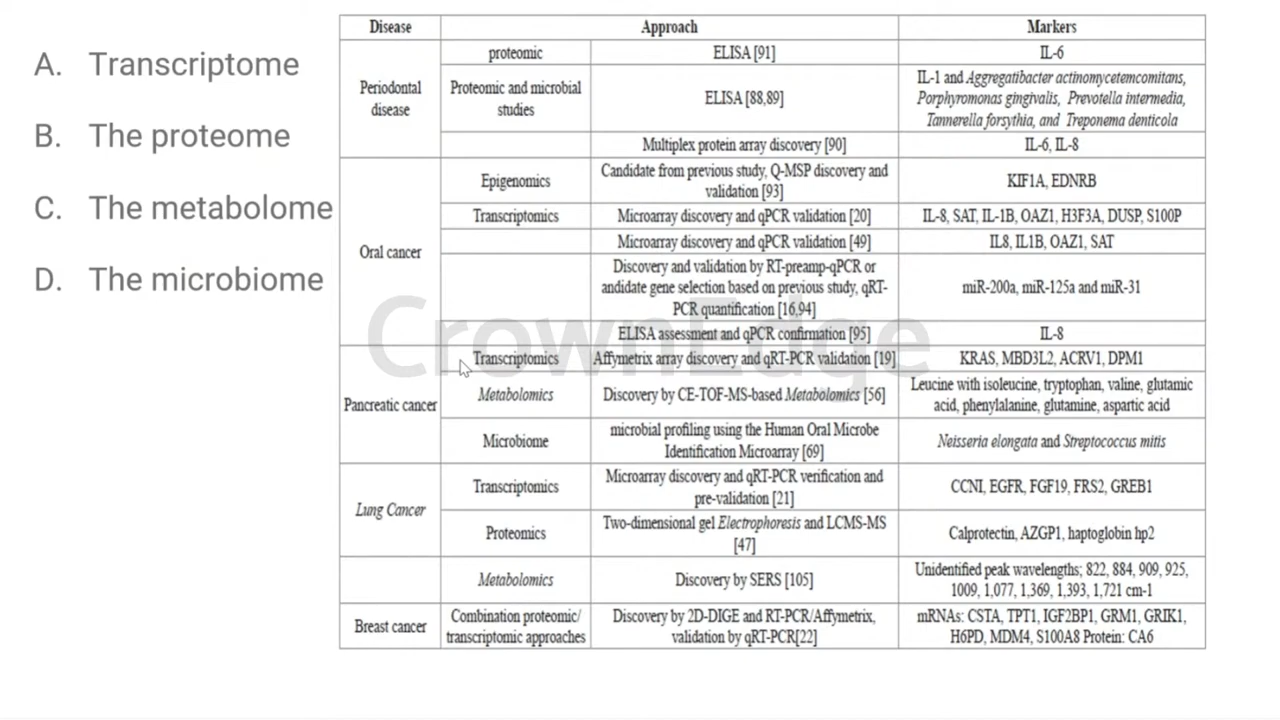 A. Transcriptome
B. The proteome
C. The metabolome
D. The microbiome
Disease Approach Markers
Periodontal disease
proteomic ELISA [91] IL-6
Proteomic and microbial studies
ELISA [88,89]
IL-1 and Aggregatibacter actinomycetemcomitans,
Porphyromonas gingivalis, Prevotella intermedia,
Tannerella forsythia, and Treponema denticola
Multiplex protein array discovery [90] IL-6, IL-8
Oral cancer
Epigenomics
Candidate from previous study, Q-MSP discovery and
validation [93]
KIF1A, EDNRB
Transcriptomics Microarray discovery and qPCR validation [20] IL-8, SAT, IL-1B, OAZ1, H3F3A, DUSP, S100P
Microarray discovery and qPCR validation [49] IL8, IL1B, OAZ1, SAT
Discovery and validation by RT-preamp-qPCR or
andidate gene selection based on previous study, qRT-
PCR quantification [16,94]
miR-200a, miR-125a and miR-31
ELISA assessment and qPCR confirmation [95] IL-8
Pancreatic cancer
Transcriptomics Affymetrix array discovery and qRT-PCR validation [19] KRAS, MBD3L2, ACRV1, DPM1
Metabolomics Discovery by CE-TOF-MS-based Metabolomics [56]
Leucine with isoleucine, tryptophan, valine, glutamic
acid, phenylalanine, glutamine, aspartic acid
Microbiome
microbial profiling using the Human Oral Microbe
Identification Microarray [69]
Neisseria elongata and Streptococcus mitis
Lung Cancer
Transcriptomics
Microarray discovery and qRT-PCR verification and
pre-validation [21]
CCNI, EGFR, FGF19, FRS2, GREB1
Proteomics
Two-dimensional gel Electrophoresis and LCMS-MS
[47]
Calprotectin, AZGP1, haptoglobin hp2
Metabolomics Discovery by SERS [105]
Unidentified peak wavelengths; 822, 884, 909, 925,
1009, 1,077, 1,369, 1,393, 1,721 cm-1
Breast cancer
Combination proteomic/
transcriptomic approaches
Discovery by 2D-DIGE and RT-PCR/Affymetrix,
validation by qRT-PCR[22]
mRNAs: CSTA, TPT1, IGF2BP1, GRM1, GRIK1,
H6PD, MDM4, S100A8 Protein: CA6
CrownEdge